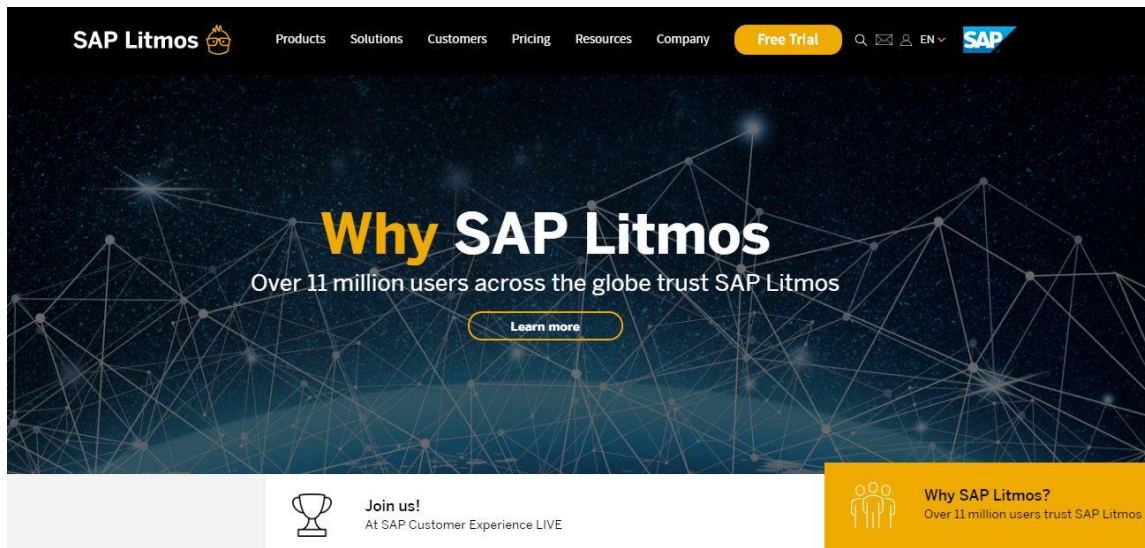 SAP Litmos
Products Solutions Customers Pricing Resources Company Free Trial EN SAP
Why SAP Litmos
Over 11 million users across the globe trust SAP Litmos
Learn more
Join us!
At SAP Customer Experience LIVE
Why SAP Litmos?
Over 11 million users trust SAP Litmos